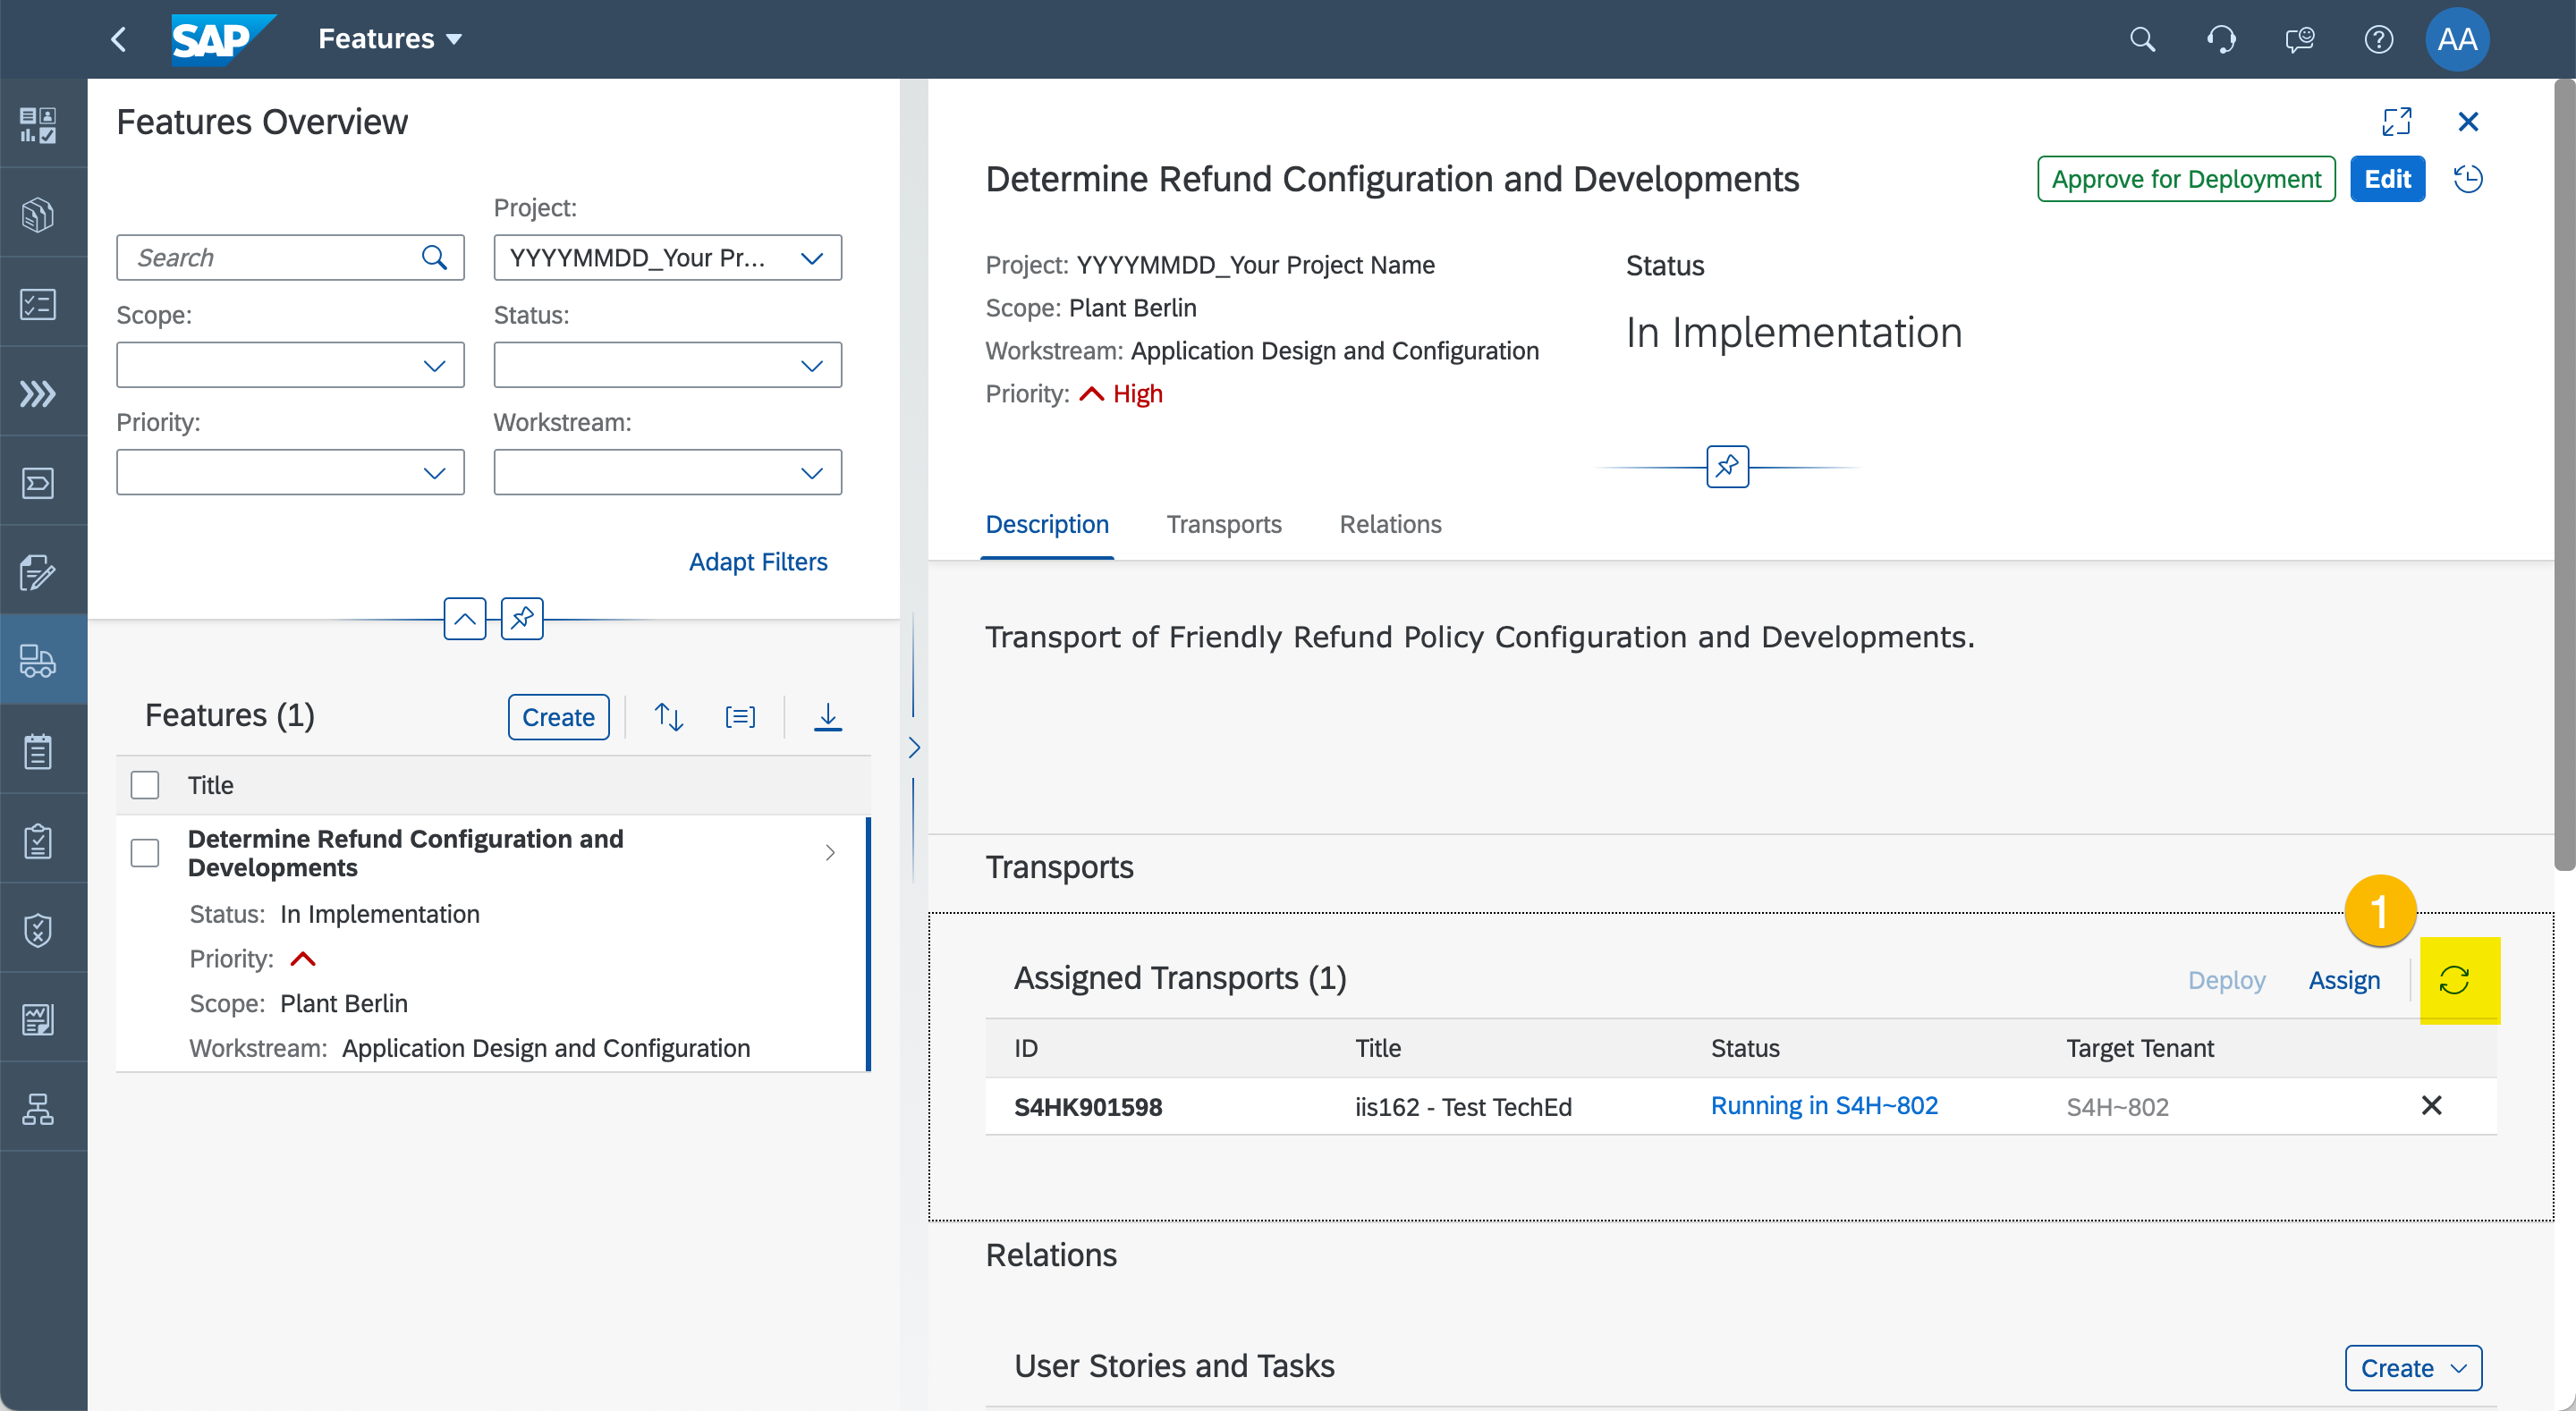 SAP
Features
AA
Features Overview
Search
Project:
YYYYMMDD_Your Pr...
Scope:
Status:
Priority:
Workstream:
Adapt Filters
Features (1)
Create
Title
Determine Refund Configuration and
Developments
Status: In Implementation
Priority:
Scope: Plant Berlin
Workstream: Application Design and Configuration
Determine Refund Configuration and Developments
Approve for Deployment
Edit
Project: YYYYMMDD_Your Project Name
Scope: Plant Berlin
Workstream: Application Design and Configuration
Priority: High
Status
In Implementation
Description
Transports
Relations
Transport of Friendly Refund Policy Configuration and Developments.
Transports
1
Assigned Transports (1)
Deploy
Assign
ID Title Status Target Tenant
S4HK901598 iis162 - Test TechEd Running in S4H~802 S4H~802
Relations
User Stories and Tasks
Create